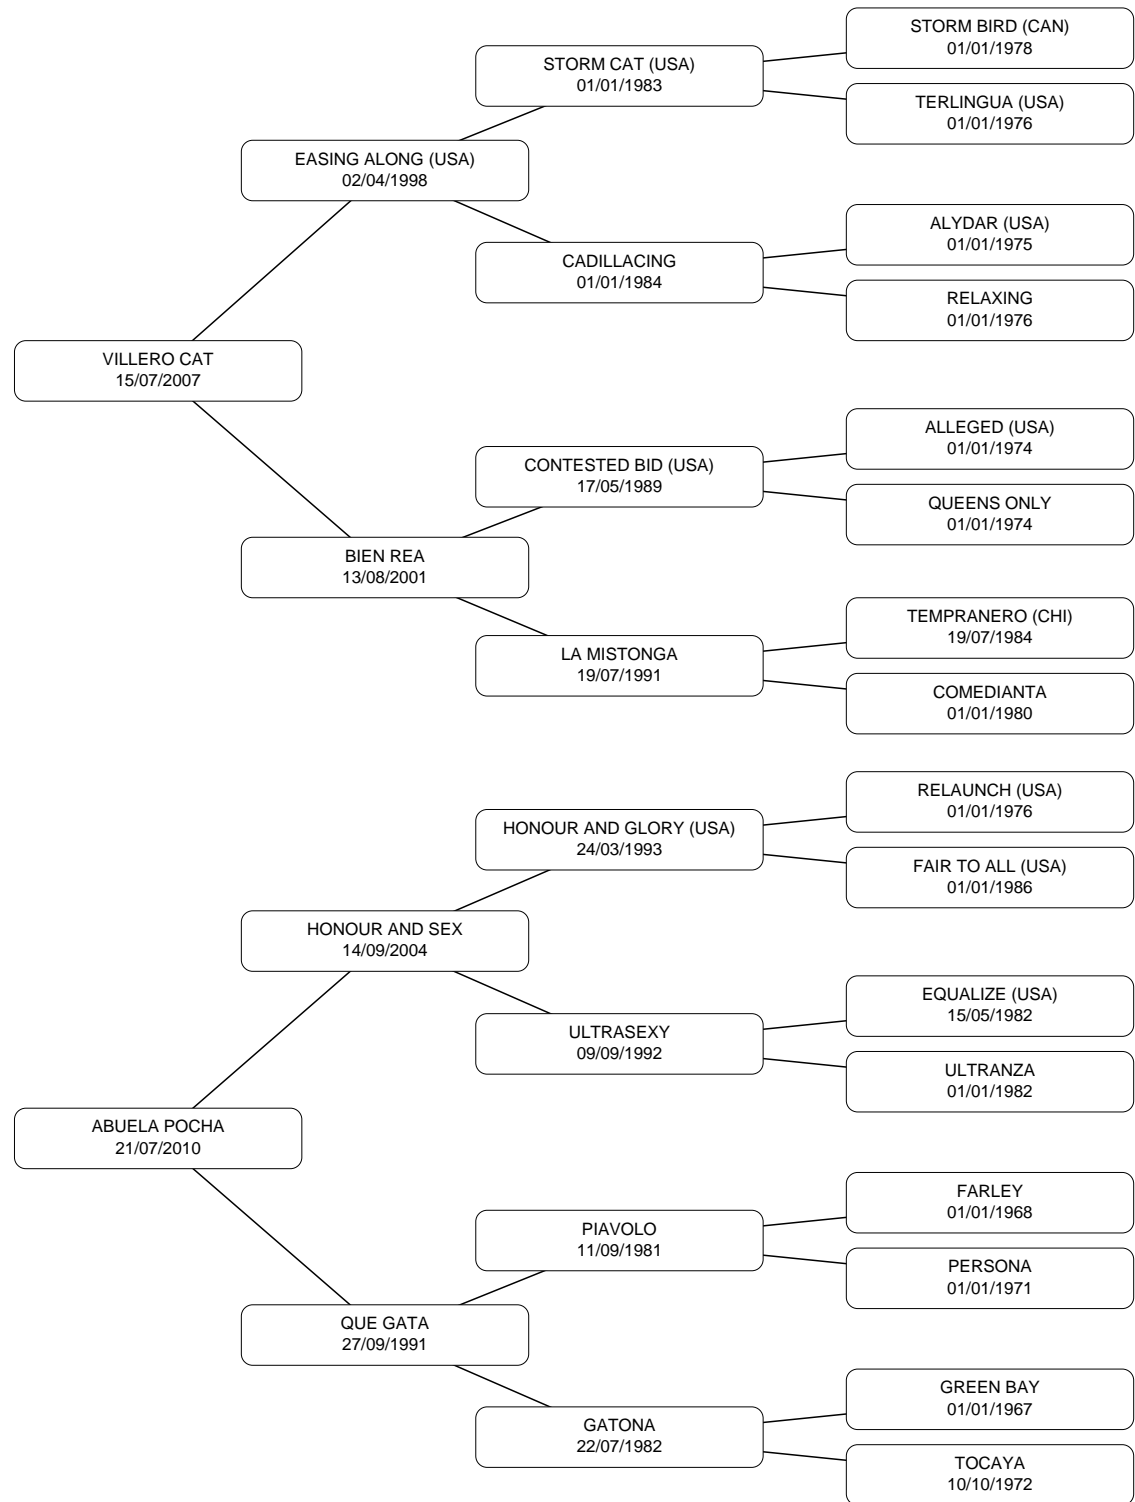 STORM BIRD (CAN)
01/01/1978
STORM CAT (USA)
01/01/1983
TERLINGUA (USA)
01/01/1976
EASING ALONG (USA)
02/04/1998
ALYDAR (USA)
01/01/1975
CADILLACING
01/01/1984
RELAXING
01/01/1976
VILLERO CAT
15/07/2007
ALLEGED (USA)
01/01/1974
CONTESTED BID (USA)
17/05/1989
QUEENS ONLY
01/01/1974
BIEN REA
13/08/2001
TEMPRANERO (CHI)
19/07/1984
LA MISTONGA
19/07/1991
COMEDIANTA
01/01/1980
RELAUNCH (USA)
01/01/1976
HONOUR AND GLORY (USA)
24/03/1993
FAIR TO ALL (USA)
01/01/1986
HONOUR AND SEX
14/09/2004
EQUALIZE (USA)
15/05/1982
ULTRASEXY
09/09/1992
ULTRANZA
01/01/1982
ABUELA POCHA
21/07/2010
FARLEY
01/01/1968
PIAVOLO
11/09/1981
PERSONA
01/01/1971
QUE GATA
27/09/1991
GREEN BAY
01/01/1967
GATONA
22/07/1982
TOCAYA
10/10/1972